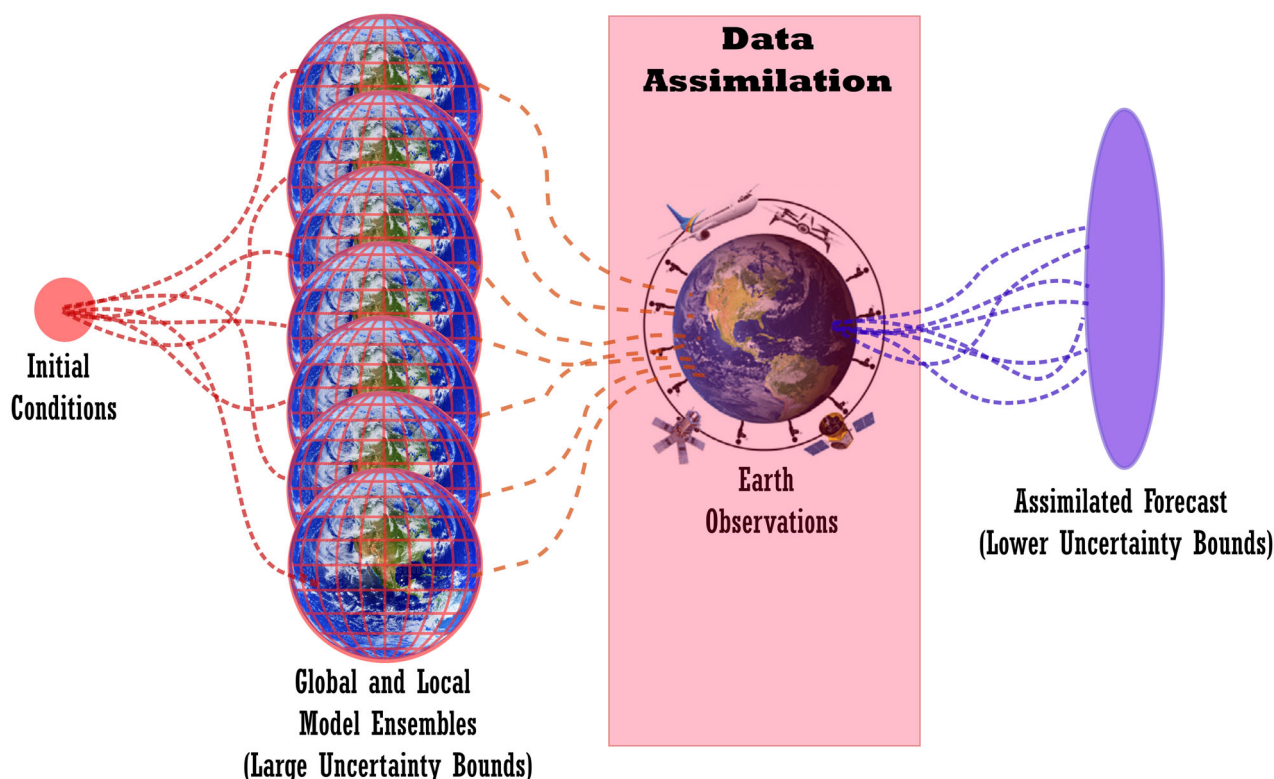 Data
Assimilation
Initial
Conditions
Earth
Observations
Assimilated Forecast
(Lower Uncertainty Bounds)
Global and Local
Model Ensembles
(Large Uncertainty Bounds)